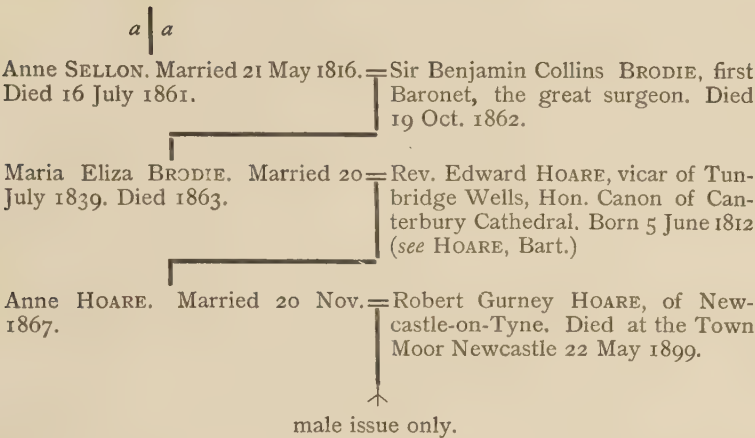 a a
Anne SELLON. Married 21 May 1816. = Sir Benjamin Collins BRODIE, first
Died 16 July 1861. Baronet, the great surgeon. Died
19 Oct. 1862.
Maria Eliza BRODIE. Married 20 = Rev. Edward HOARE, vicar of Tun-
July 1839. Died 1863. bridge Wells, Hon. Canon of Can-
terbury Cathedral. Born 5 June 1812
(see HOARE, Bart.)
Anne HOARE. Married 20 Nov. = Robert Gurney HOARE, of New-
1867. castle-on-Tyne. Died at the Town
Moor Newcastle 22 May 1899.
male issue only.